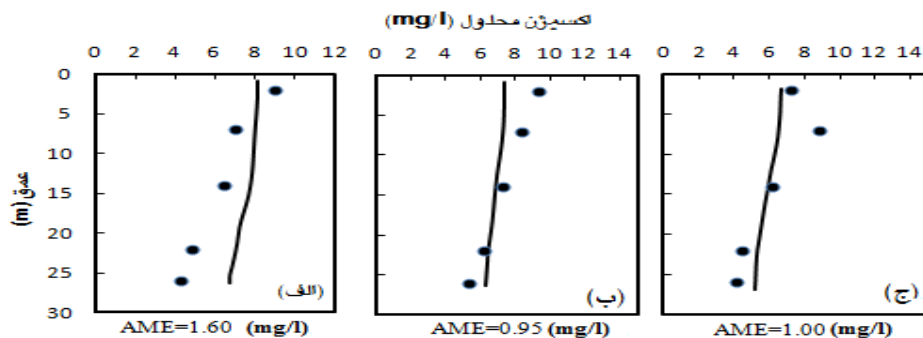 اکسیژن محلول (mg/l)
0 2 4 6 8 10 12
0 2 4 6 8 10 12 14
0 2 4 6 8 10 12 14
0
5
10
15
20
25
30
عمق (m)
(الف)
(ب)
(ج)
AME=1.60 (mg/l)
AME=0.95 (mg/l)
AME=1.00 (mg/l)